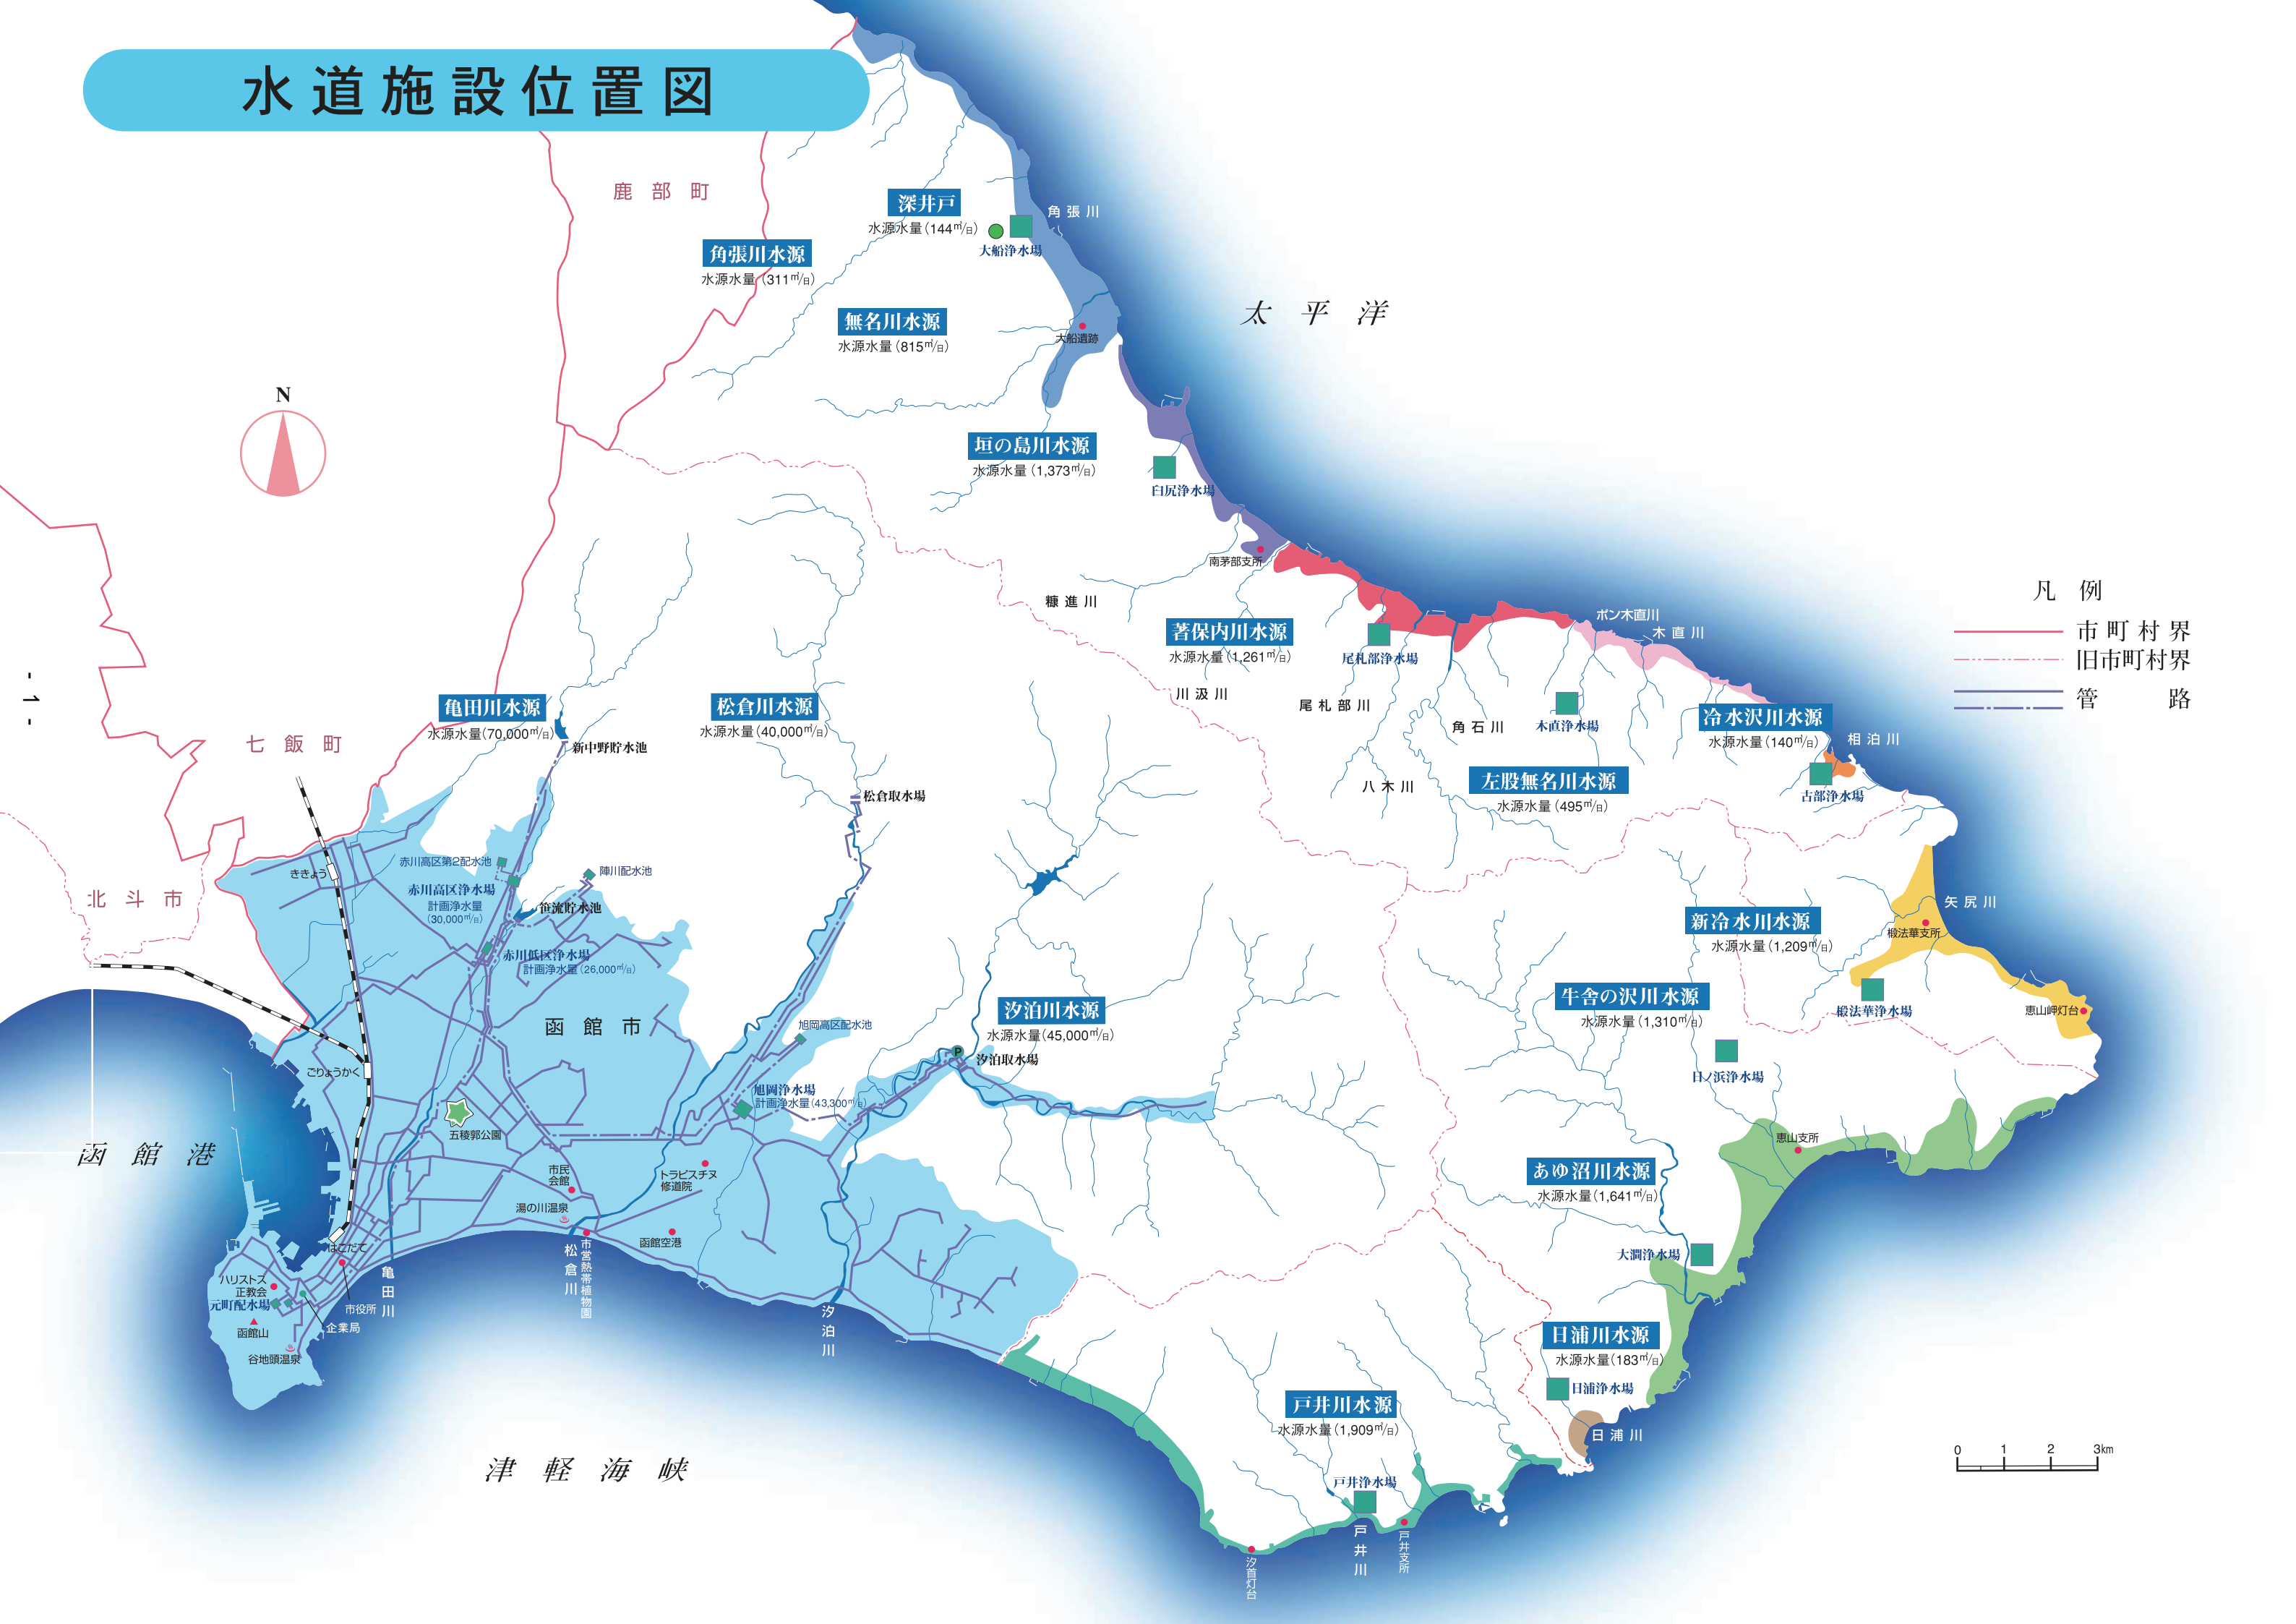 水道施設位置図
鹿部町
深井戸
水源水量(144㎥/日)
角張川
大船浄水場
角張川水源
水源水量(311㎥/日)
無名川水源
水源水量(815㎥/日)
太平洋
大船遺跡
N
垣の島川水源
水源水量(1,373㎥/日)
臼尻浄水場
南茅部支所
糠進川
凡例
市町村界
旧市町村界
管路
著保内川水源
水源水量(1,261㎥/日)
尾札部浄水場
ポン木直川
木直川
川汲川
尾札部川
角石川
木直浄水場
冷水沢川水源
水源水量(140㎥/日)
相泊川
古部浄水場
八木川
左股無名川水源
水源水量(495㎥/日)
- 1 -
亀田川水源
水源水量(70,000㎥/日)
新中野貯水池
松倉川水源
水源水量(40,000㎥/日)
松倉取水場
七飯町
北斗市
ききょう
赤川高区第2配水池
赤川高区浄水場
計画浄水量
(30,000㎥/日)
陣川配水池
笹流貯水池
赤川低区浄水場
計画浄水量(26,000㎥/日)
函館市
新冷水川水源
水源水量(1,209㎥/日)
矢尻川
椴法華支所
椴法華浄水場
恵山岬灯台
牛舎の沢川水源
水源水量(1,310㎥/日)
日ノ浜浄水場
汐泊川水源
水源水量(45,000㎥/日)
P
汐泊取水場
旭岡高区配水池
旭岡浄水場
計画浄水量(43,300㎥/日)
ごりょうかく
五稜郭公園
函館港
市民
会館
トラピスチヌ
修道院
湯の川温泉
函館空港
松倉川
市営熱帯植物園
恵山支所
あゆ沼川水源
水源水量(1,641㎥/日)
大澗浄水場
はこだて
ハリストス
正教会
元町配水場
函館山
谷地頭温泉
市役所
企業局
亀田川
汐泊川
日浦川水源
水源水量(183㎥/日)
日浦浄水場
日浦川
戸井川水源
水源水量(1,909㎥/日)
戸井浄水場
戸井川
戸井支所
汐首灯台
津軽海峡
0 1 2 3㎞